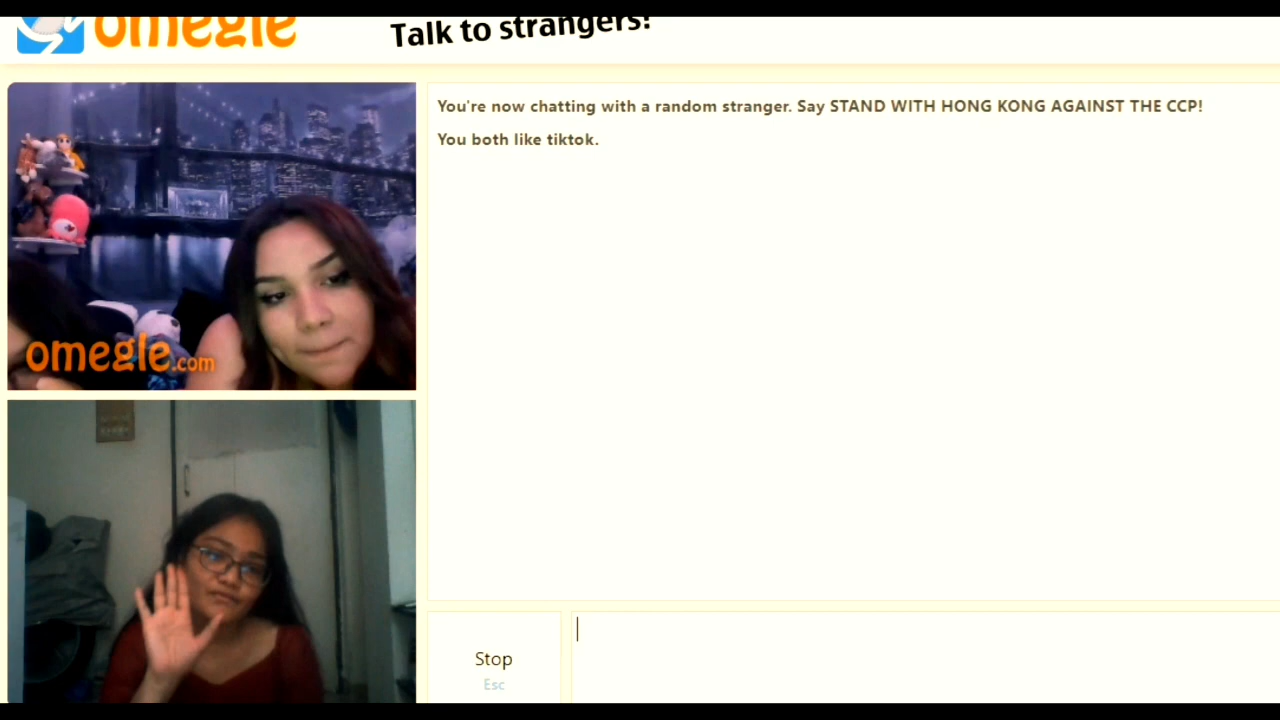 omegle
Talk to strangers!
You're now chatting with a random stranger. Say STAND WITH HONG KONG AGAINST THE CCP!
You both like tiktok.
omegle.com
Stop
Esc